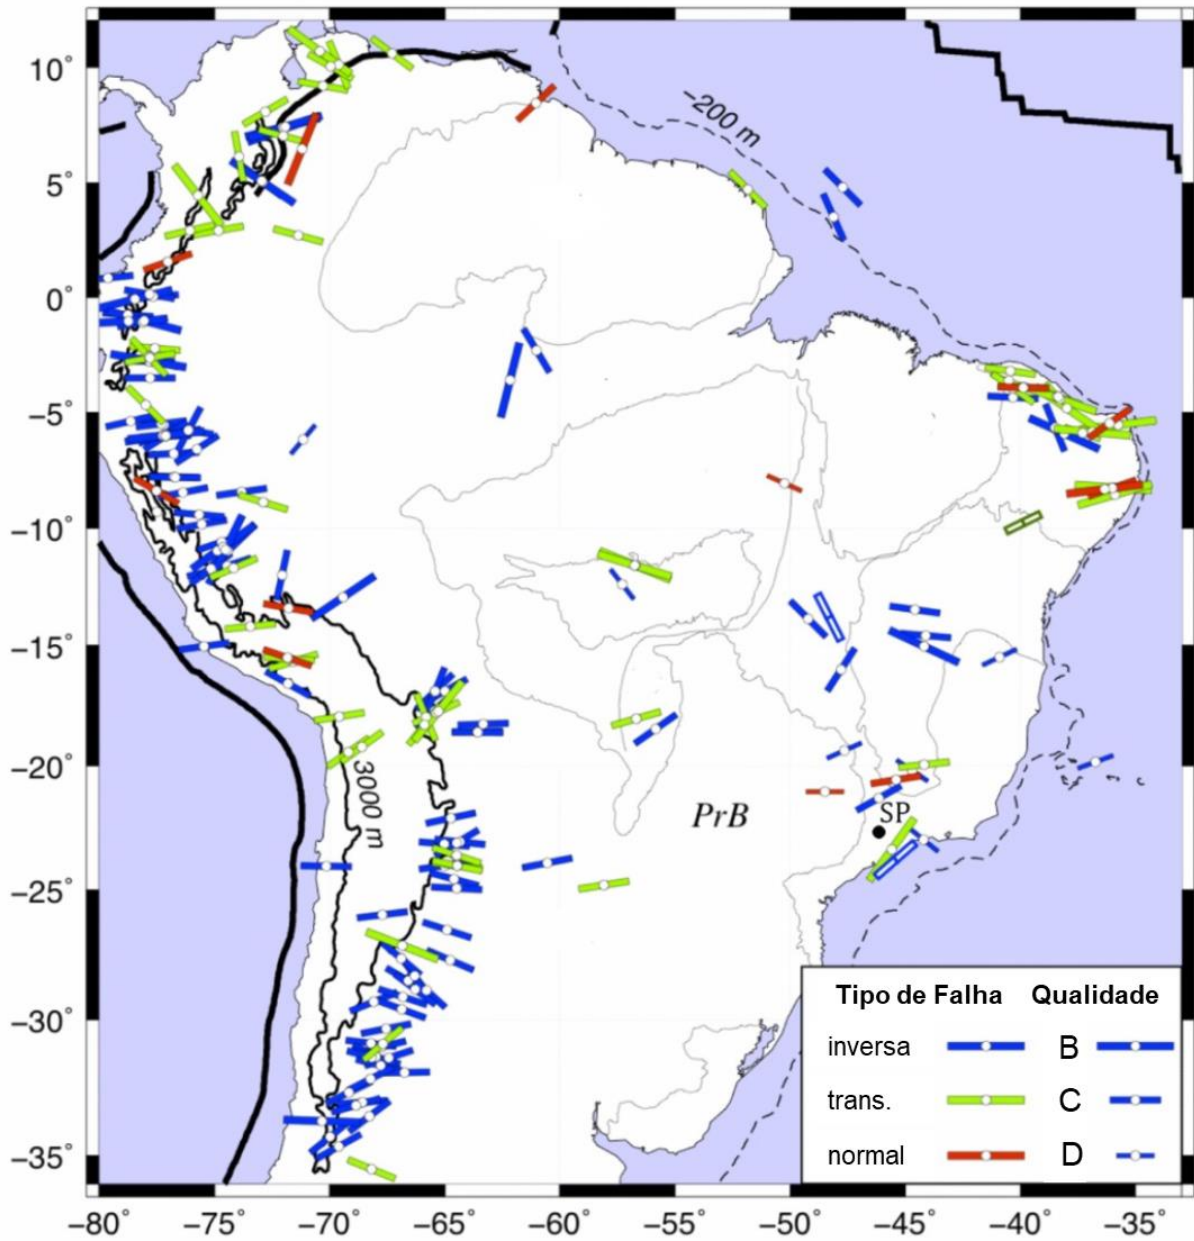 10°
5°
0°
−5°
−10°
−15°
−20°
−25°
−30°
−35°
−200 m
3000 m
PrB
SP
Tipo de Falha Qualidade
inversa B
trans. C
normal D
−80° −75° −70° −65° −60° −55° −50° −45° −40° −35°